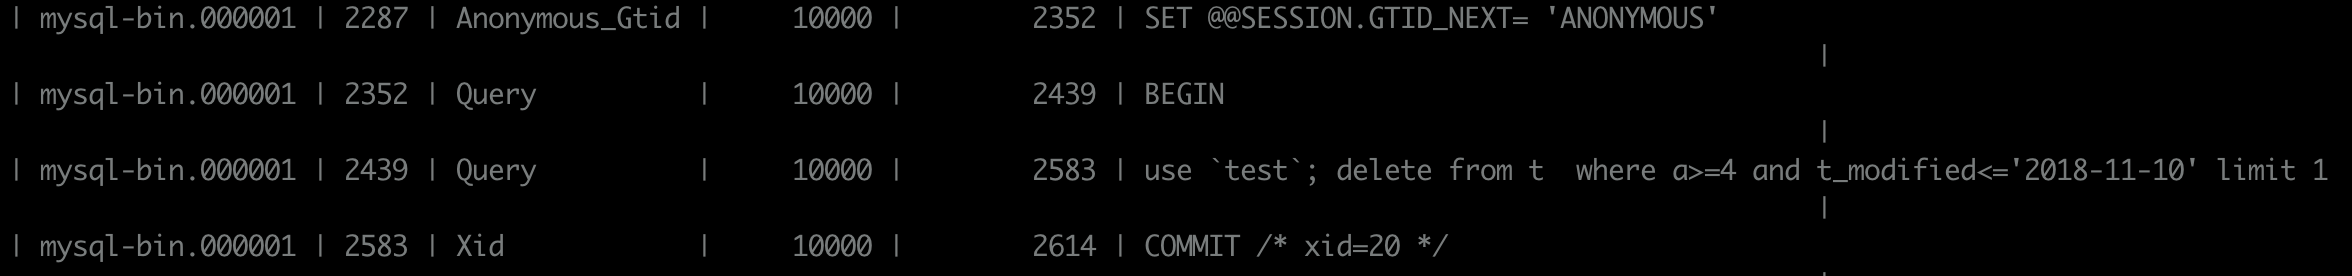 | mysql-bin.000001 | 2287 | Anonymous_Gtid |     10000 |        2352 | SET @@SESSION.GTID_NEXT= 'ANONYMOUS'
|
| mysql-bin.000001 | 2352 | Query          |     10000 |        2439 | BEGIN
|
| mysql-bin.000001 | 2439 | Query          |     10000 |        2583 | use `test`; delete from t  where a>=4 and t_modified<='2018-11-10' limit 1
|
| mysql-bin.000001 | 2583 | Xid            |     10000 |        2614 | COMMIT /* xid=20 */